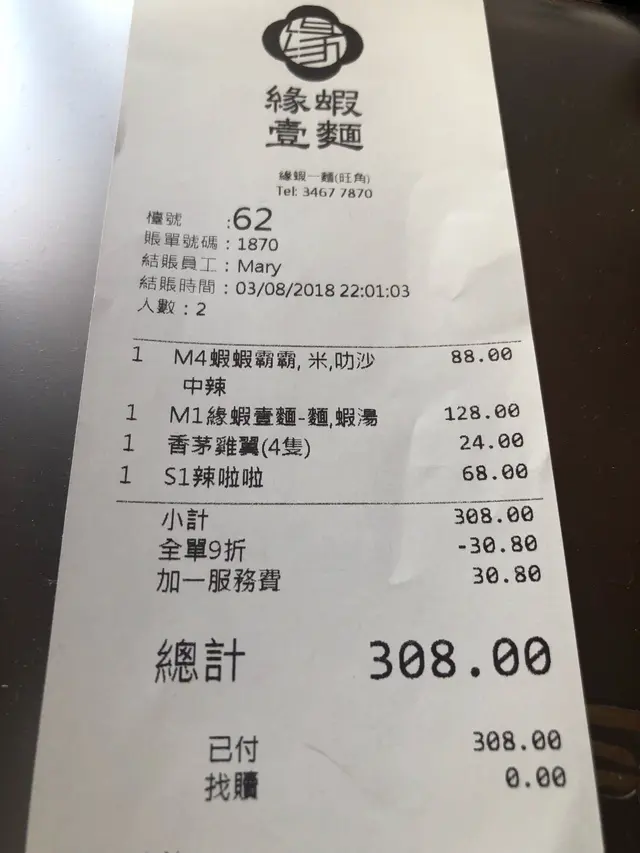 緣
緣蝦
壹麵
緣蝦一麵(旺角)
Tel: 3467 7870
檯號 :62
賬單號碼 : 1870
結賬員工 : Mary
結賬時間 : 03/08/2018 22:01:03
人數 : 2
1 M4蝦蝦霸霸, 米,叻沙 88.00
中辣
1 M1緣蝦壹麵-麵,蝦湯 128.00
1 香茅雞翼(4隻) 24.00
1 S1辣啦啦 68.00
小計 308.00
全單9折 -30.80
加一服務費 30.80
總計 308.00
已付 308.00
找贖 0.00